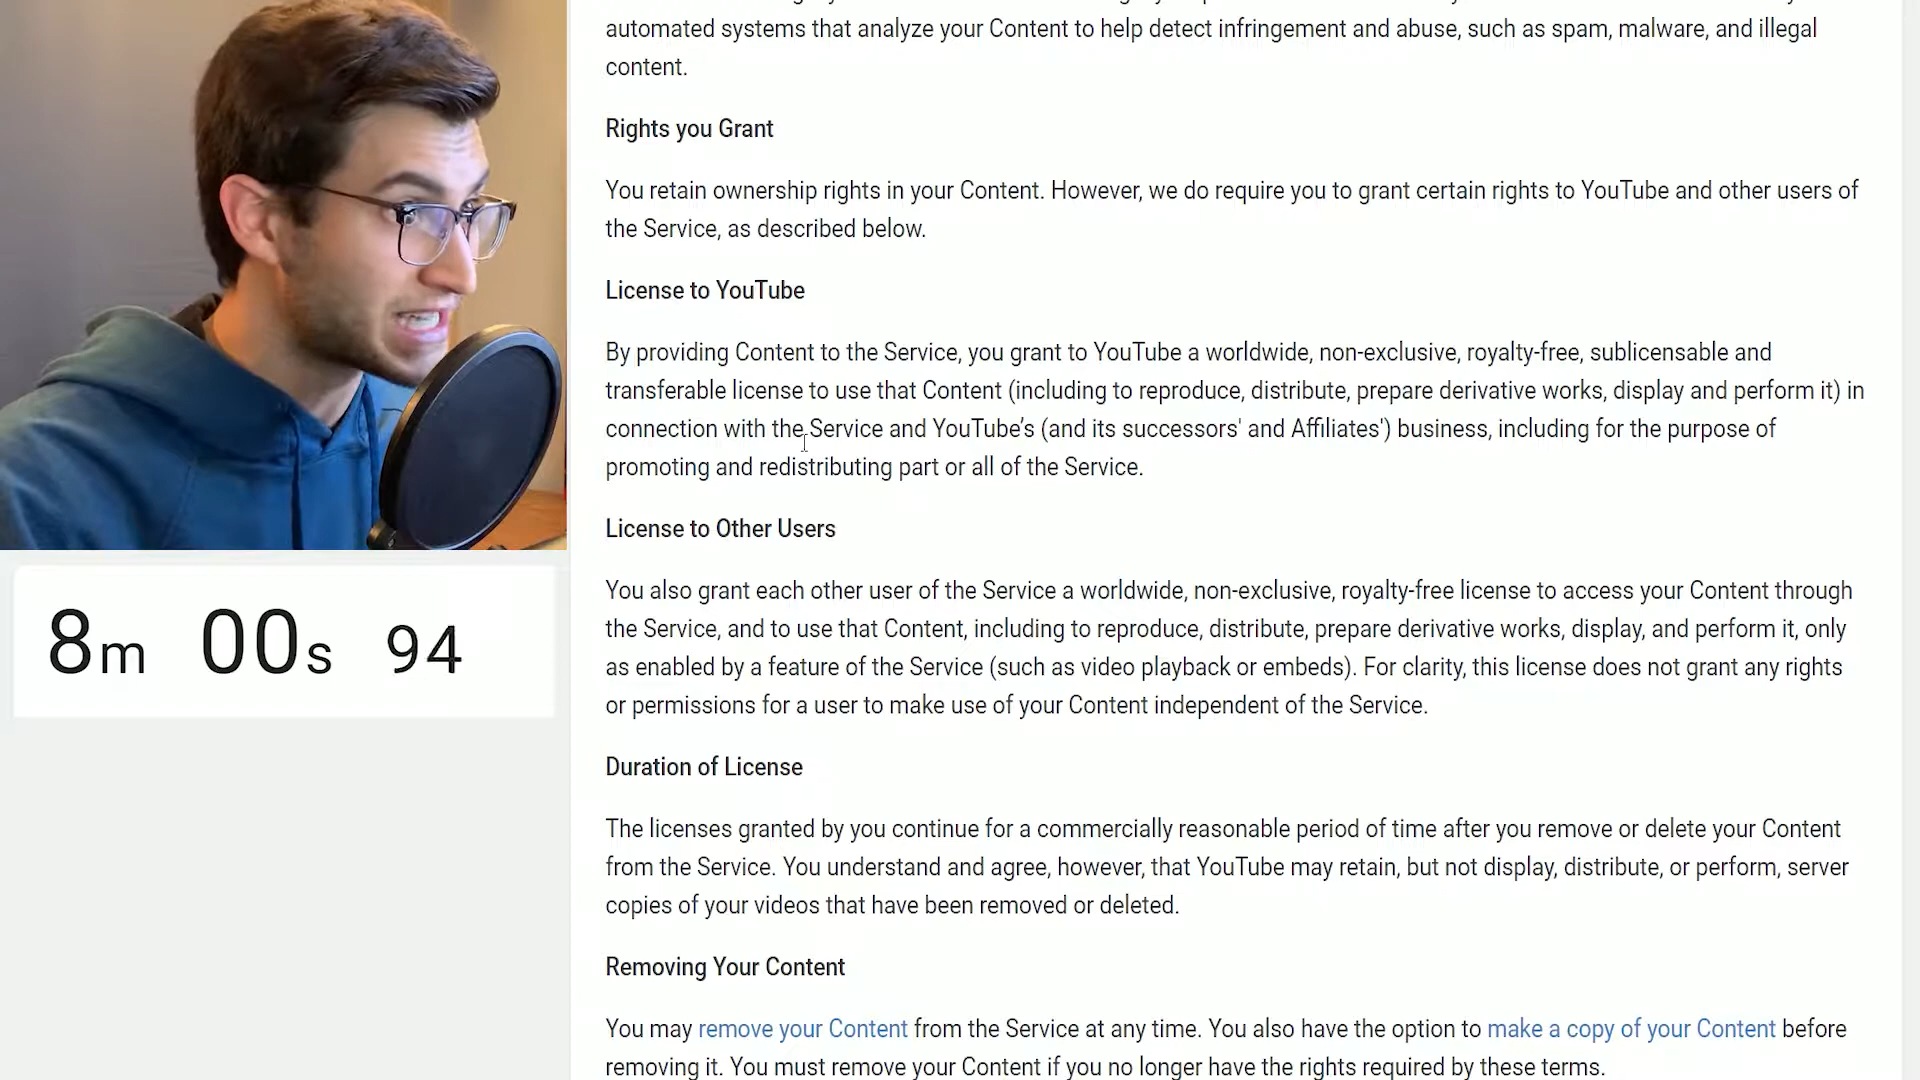 automated systems that analyze your Content to help detect infringement and abuse, such as spam, malware, and illegal
content.
Rights you Grant
You retain ownership rights in your Content. However, we do require you to grant certain rights to YouTube and other users of
the Service, as described below.
License to YouTube
By providing Content to the Service, you grant to YouTube a worldwide, non-exclusive, royalty-free, sublicensable and
transferable license to use that Content (including to reproduce, distribute, prepare derivative works, display and perform it) in
connection with the Service and YouTube’s (and its successors' and Affiliates') business, including for the purpose of
promoting and redistributing part or all of the Service.
License to Other Users
You also grant each other user of the Service a worldwide, non-exclusive, royalty-free license to access your Content through
the Service, and to use that Content, including to reproduce, distribute, prepare derivative works, display, and perform it, only
as enabled by a feature of the Service (such as video playback or embeds). For clarity, this license does not grant any rights
or permissions for a user to make use of your Content independent of the Service.
Duration of License
The licenses granted by you continue for a commercially reasonable period of time after you remove or delete your Content
from the Service. You understand and agree, however, that YouTube may retain, but not display, distribute, or perform, server
copies of your videos that have been removed or deleted.
Removing Your Content
You may remove your Content from the Service at any time. You also have the option to make a copy of your Content before
removing it. You must remove your Content if you no longer have the rights required by these terms.
8m 00s 94